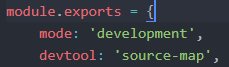 module.exports = {
    mode: 'development',
    devtool: 'source-map',